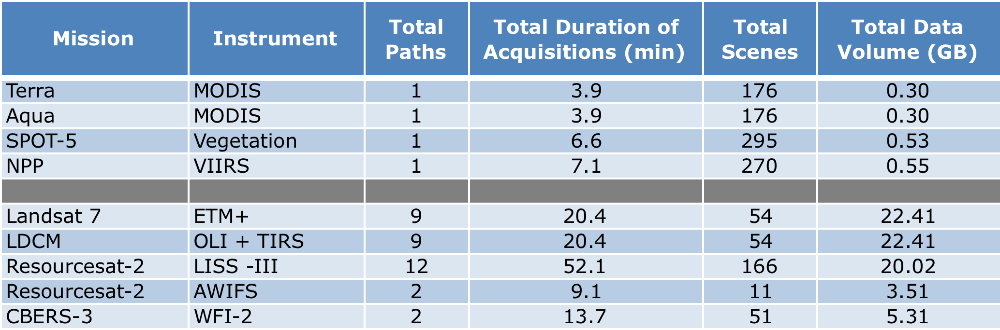 Mission Instrument Total Paths Total Duration of Acquisitions (min) Total Scenes Total Data Volume (GB)
Terra MODIS 1 3.9 176 0.30
Aqua MODIS 1 3.9 176 0.30
SPOT-5 Vegetation 1 6.6 295 0.53
NPP VIIRS 1 7.1 270 0.55
Landsat 7 ETM+ 9 20.4 54 22.41
LDCM OLI + TIRS 9 20.4 54 22.41
Resourcesat-2 LISS -III 12 52.1 166 20.02
Resourcesat-2 AWIFS 2 9.1 11 3.51
CBERS-3 WFI-2 2 13.7 51 5.31